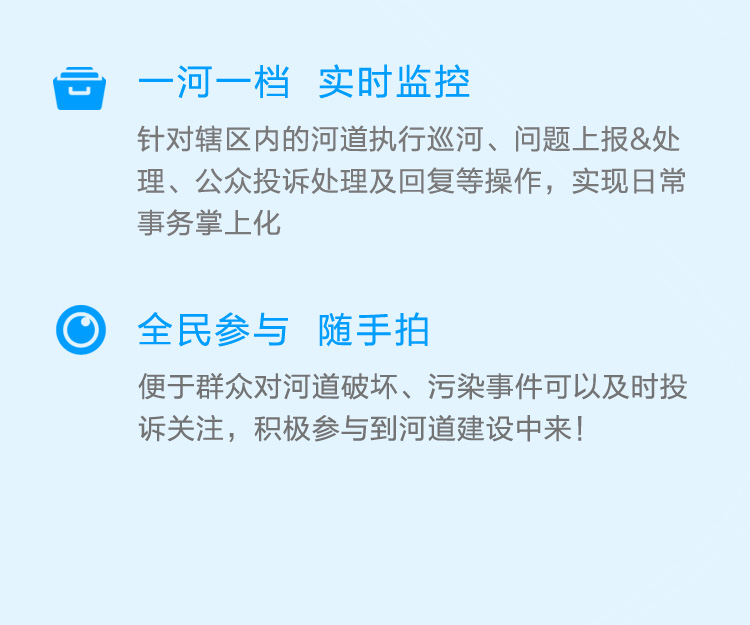 一河一档 实时监控
针对辖区内的河道执行巡河、问题上报&处
理、公众投诉处理及回复等操作，实现日常
事务掌上化
全民参与 随手拍
便于群众对河道破坏、污染事件可以及时投
诉关注，积极参与到河道建设中来！